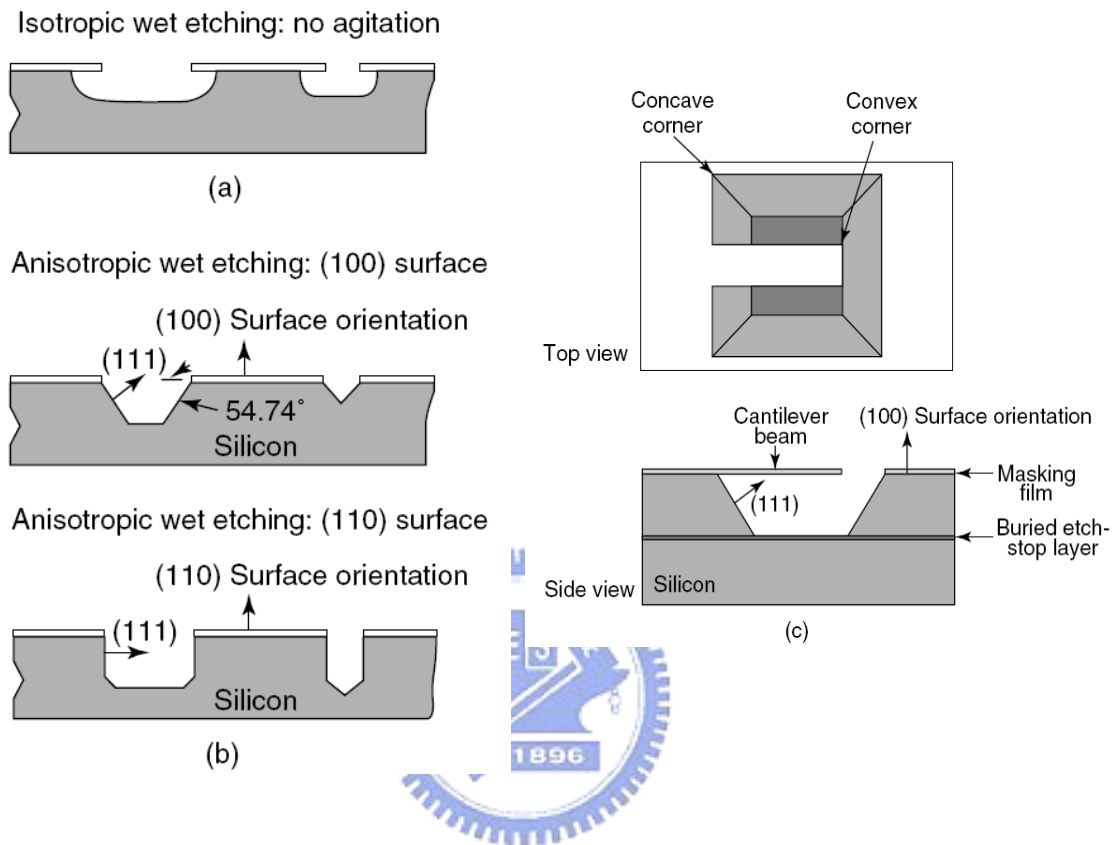 Isotropic wet etching: no agitation
(a)
Anisotropic wet etching: (100) surface
(100) Surface orientation
(111)
54.74°
Silicon
Anisotropic wet etching: (110) surface
(110) Surface orientation
(111)
Silicon
(b)
Concave
corner
Convex
corner
Top view
Cantilever
beam
(100) Surface orientation
(111)
Masking
film
Buried etch-
stop layer
Side view
Silicon
(c)
1896